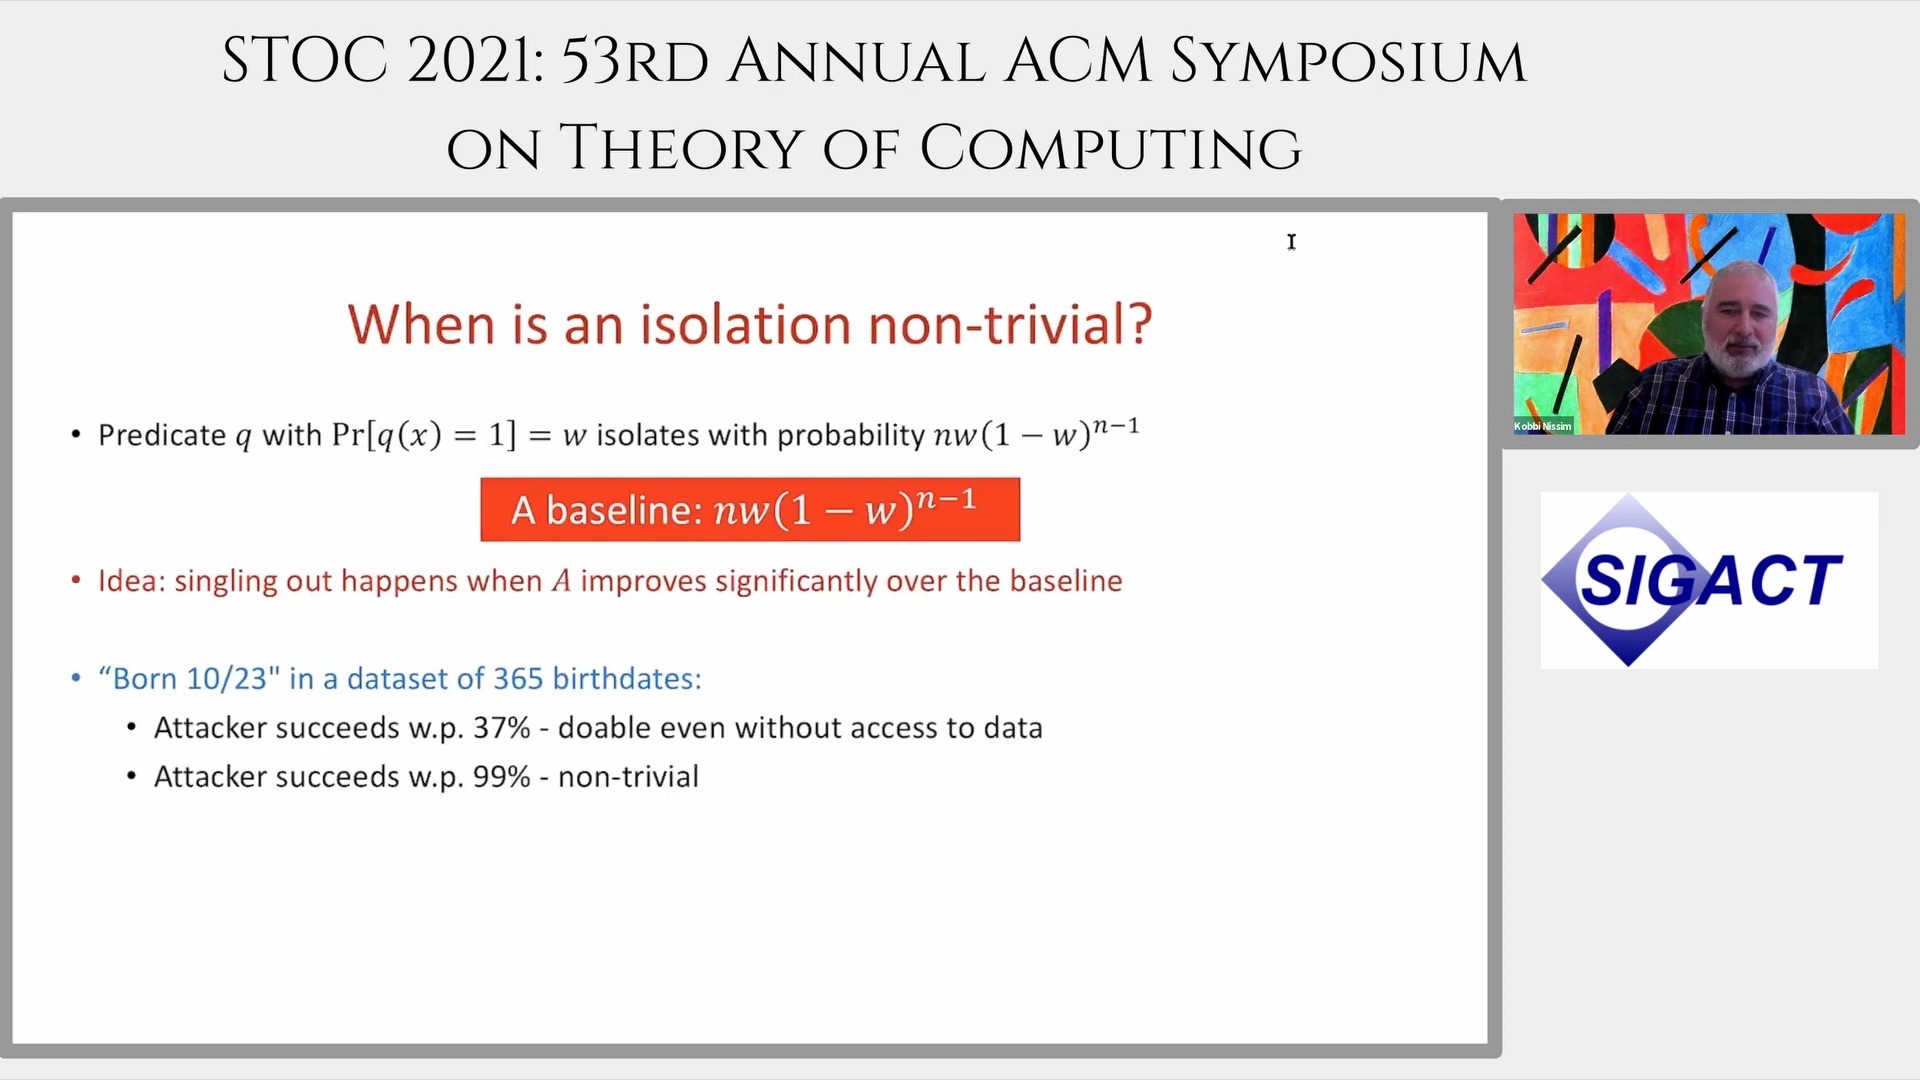 STOC 2021: 53RD ANNUAL ACM SYMPOSIUM
ON THEORY OF COMPUTING
When is an isolation non-trivial?
• Predicate q with Pr[q(x) = 1] = w isolates with probability nw(1 − w)ⁿ⁻¹
A baseline: nw(1 − w)ⁿ⁻¹
• Idea: singling out happens when A improves significantly over the baseline
• “Born 10/23" in a dataset of 365 birthdates:
• Attacker succeeds w.p. 37% - doable even without access to data
• Attacker succeeds w.p. 99% - non-trivial
Kobbi Nissim
SIGACT